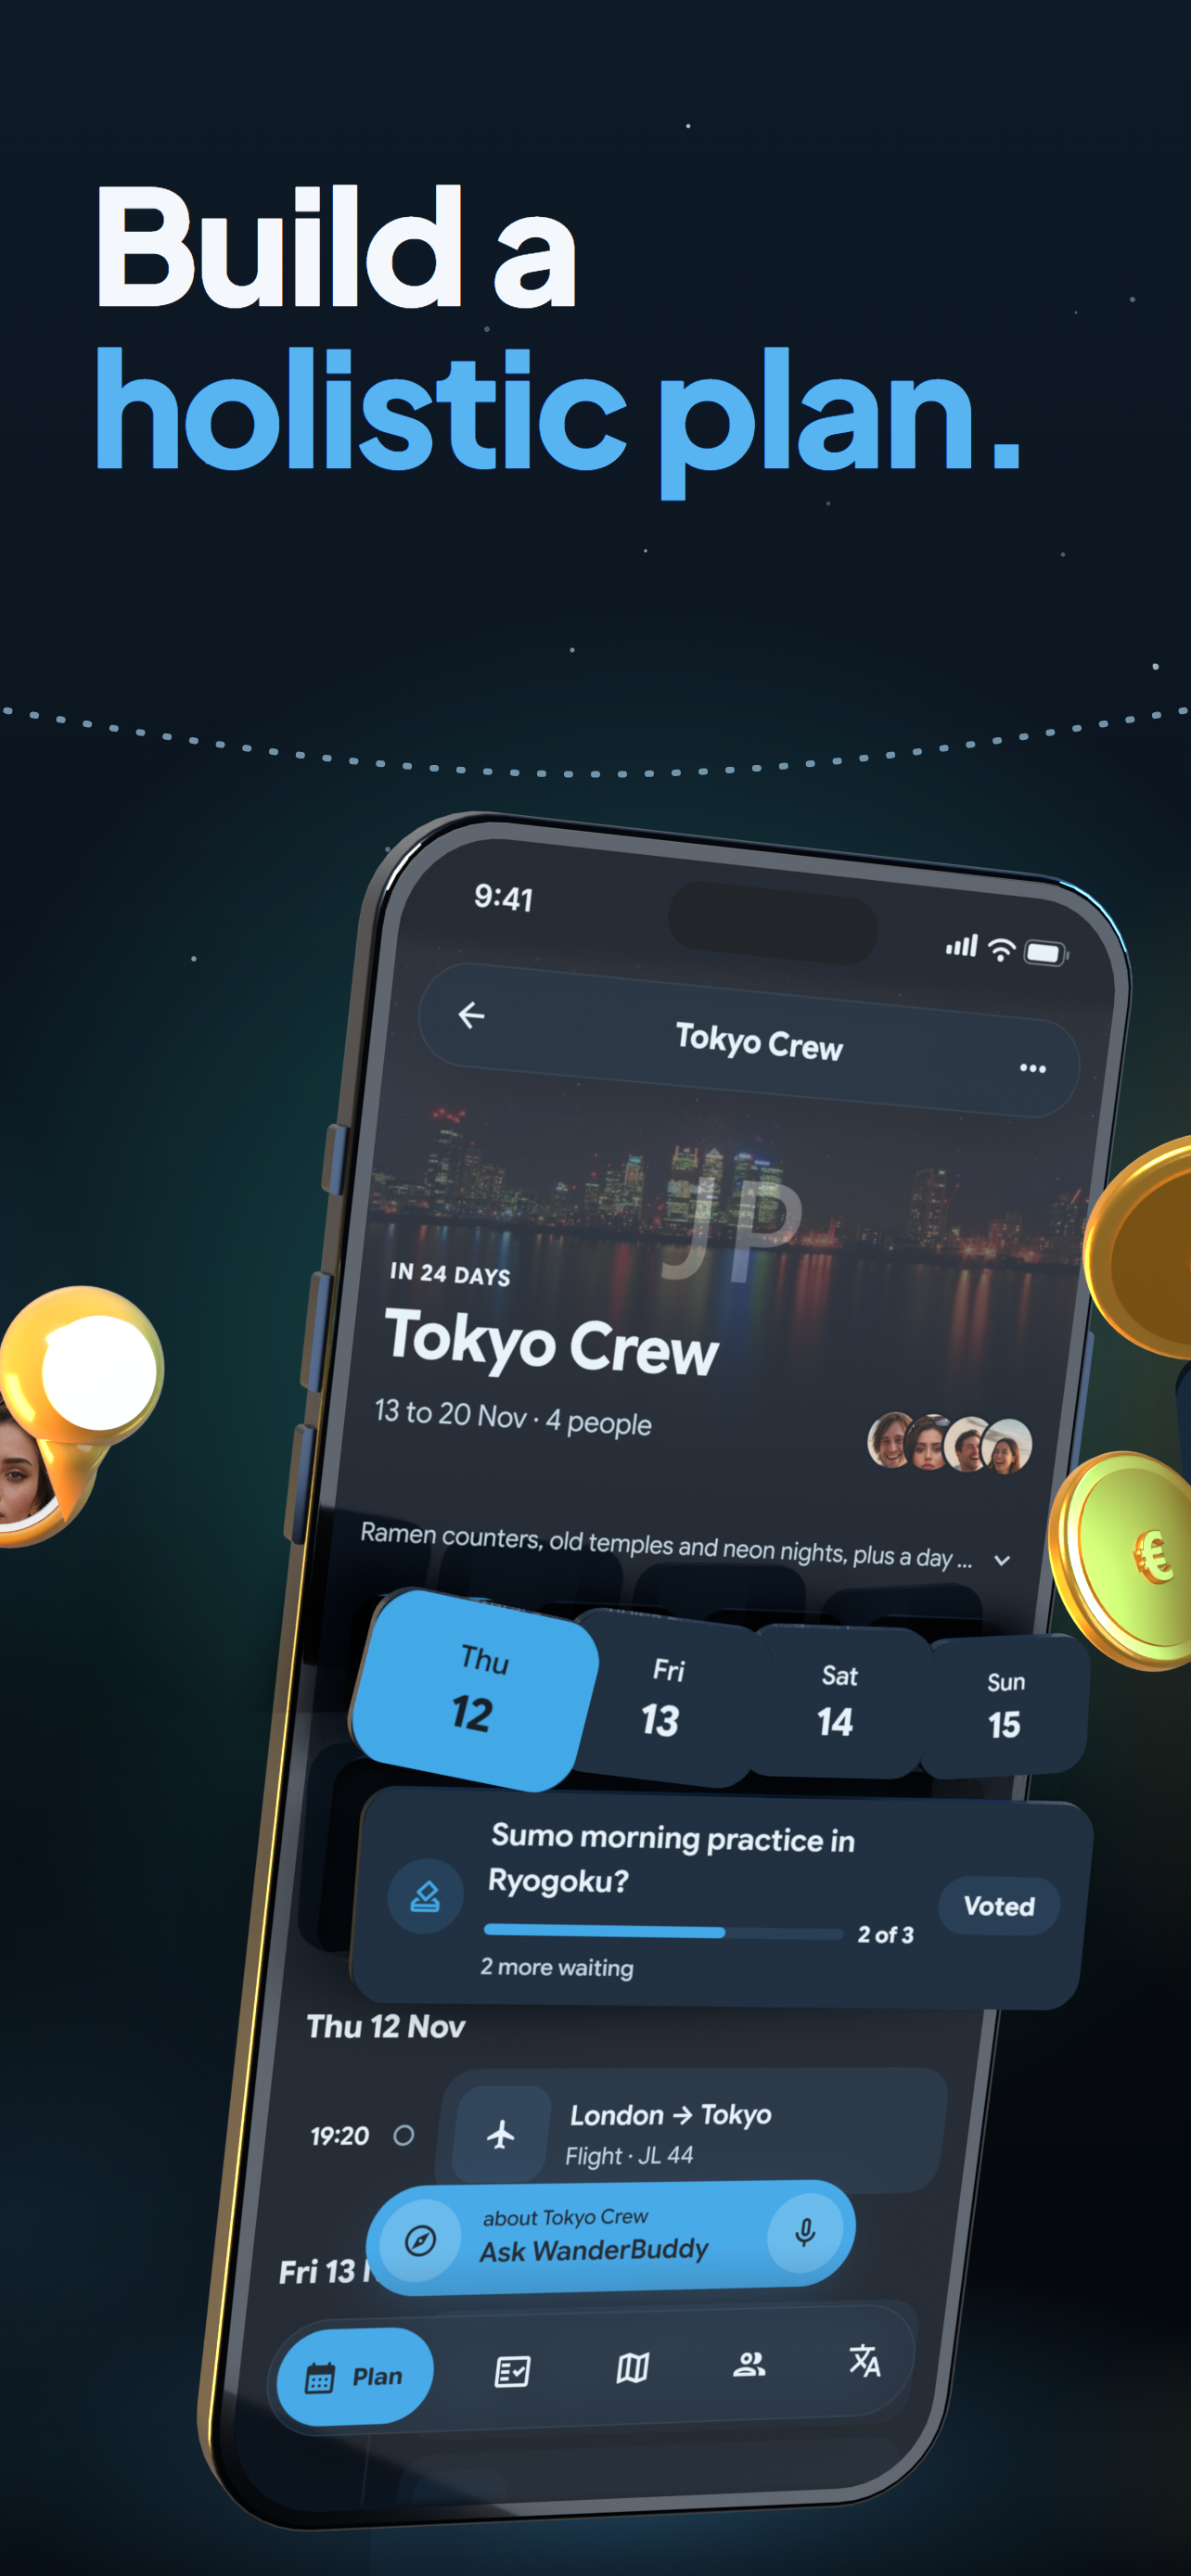 Build a
holistic plan.
9:41
Tokyo Crew
JP
IN 24 DAYS
Tokyo Crew
13 to 20 Nov · 4 people
Ramen counters, old temples and neon nights, plus a day ...
Thu
12
Fri
13
Sat
14
Sun
15
Sumo morning practice in
Ryogoku?
Voted
2 of 3
2 more waiting
Thu 12 Nov
19:20
London → Tokyo
Flight · JL 44
about Tokyo Crew
Ask WanderBuddy
Fri 13
Plan
€